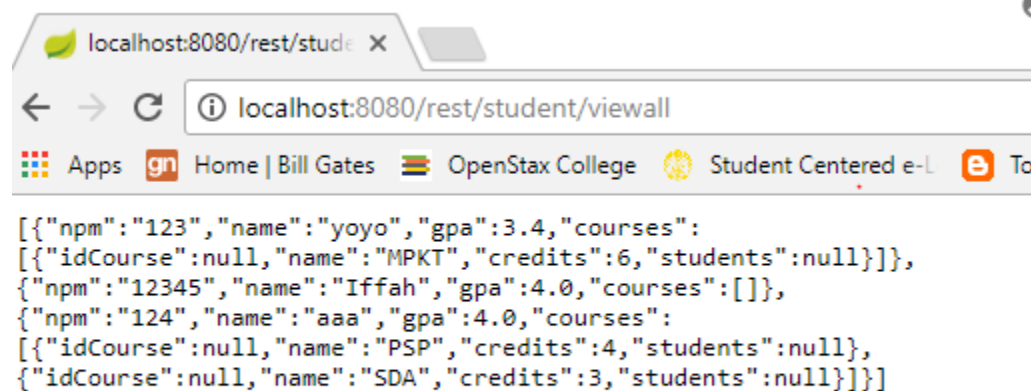 localhost:8080/rest/stude
localhost:8080/rest/student/viewall
Apps gn Home | Bill Gates OpenStax College Student Centered e-L To
[{"npm":"123","name":"yoyo","gpa":3.4,"courses":
[{"idCourse":null,"name":"MPKT","credits":6,"students":null}]},
{"npm":"12345","name":"Iffah","gpa":4.0,"courses":[]},
{"npm":"124","name":"aaa","gpa":4.0,"courses":
[{"idCourse":null,"name":"PSP","credits":4,"students":null},
{"idCourse":null,"name":"SDA","credits":3,"students":null}]}]